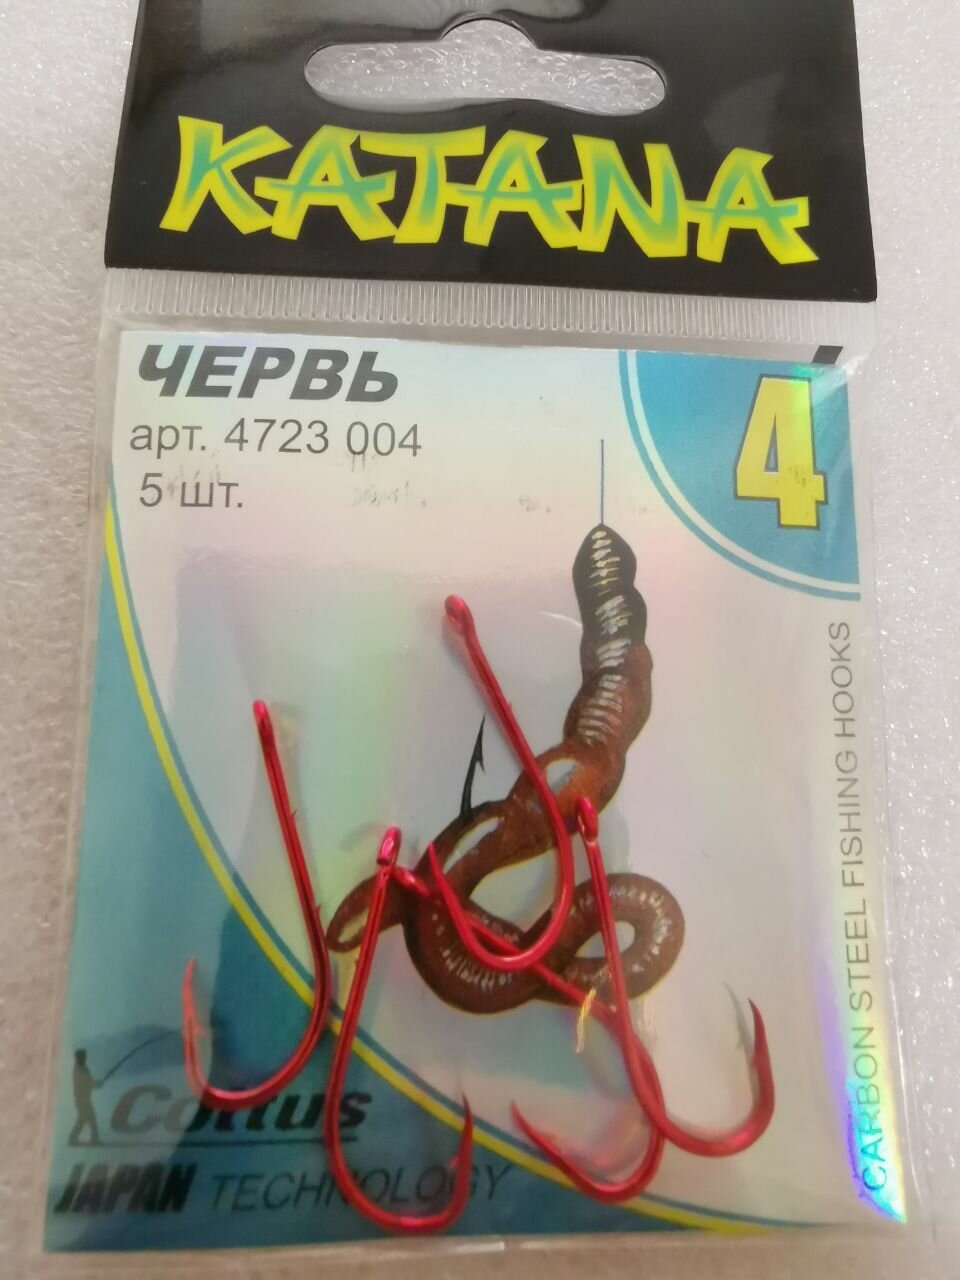 KATANA
ЧЕРВЬ
арт. 4723 004
5 шт.
4
CARBON STEEL FISHING HOOKS
Cottus
JAPAN TECHNOLOGY